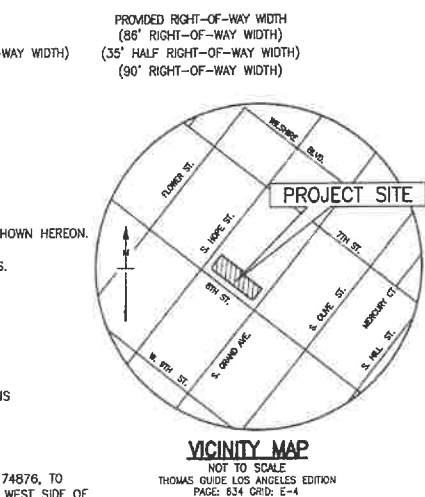 PROVIDED RIGHT-OF-WAY WIDTH
(86' RIGHT-OF-WAY WIDTH)
-WAY WIDTH) (35' HALF RIGHT-OF-WAY WIDTH)
(90' RIGHT-OF-WAY WIDTH)
WILSHIRE BLVD.
FLOWER ST.
PROJECT SITE
HOWN HEREON.
S. HOPE ST.
7TH ST.
N
S.
8TH ST.
S. OLIVE ST.
MERCURY CT
S. GRAND AVE.
S. HILL ST.
W. 9TH ST.
NS
VICINITY MAP
NOT TO SCALE
74876, TO THOMAS GUIDE LOS ANGELES EDITION
WEST SIDE OF PAGE: 634 GRID: E-4